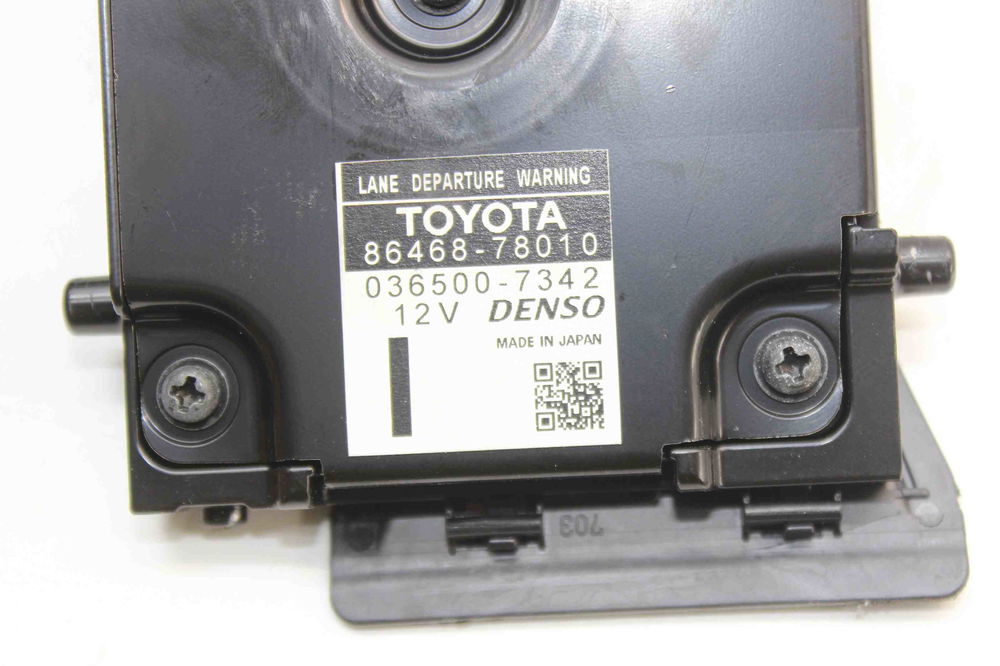 LANE DEPARTURE WARNING
TOYOTA
86468-78010
036500-7342
12V DENSO
MADE IN JAPAN
703